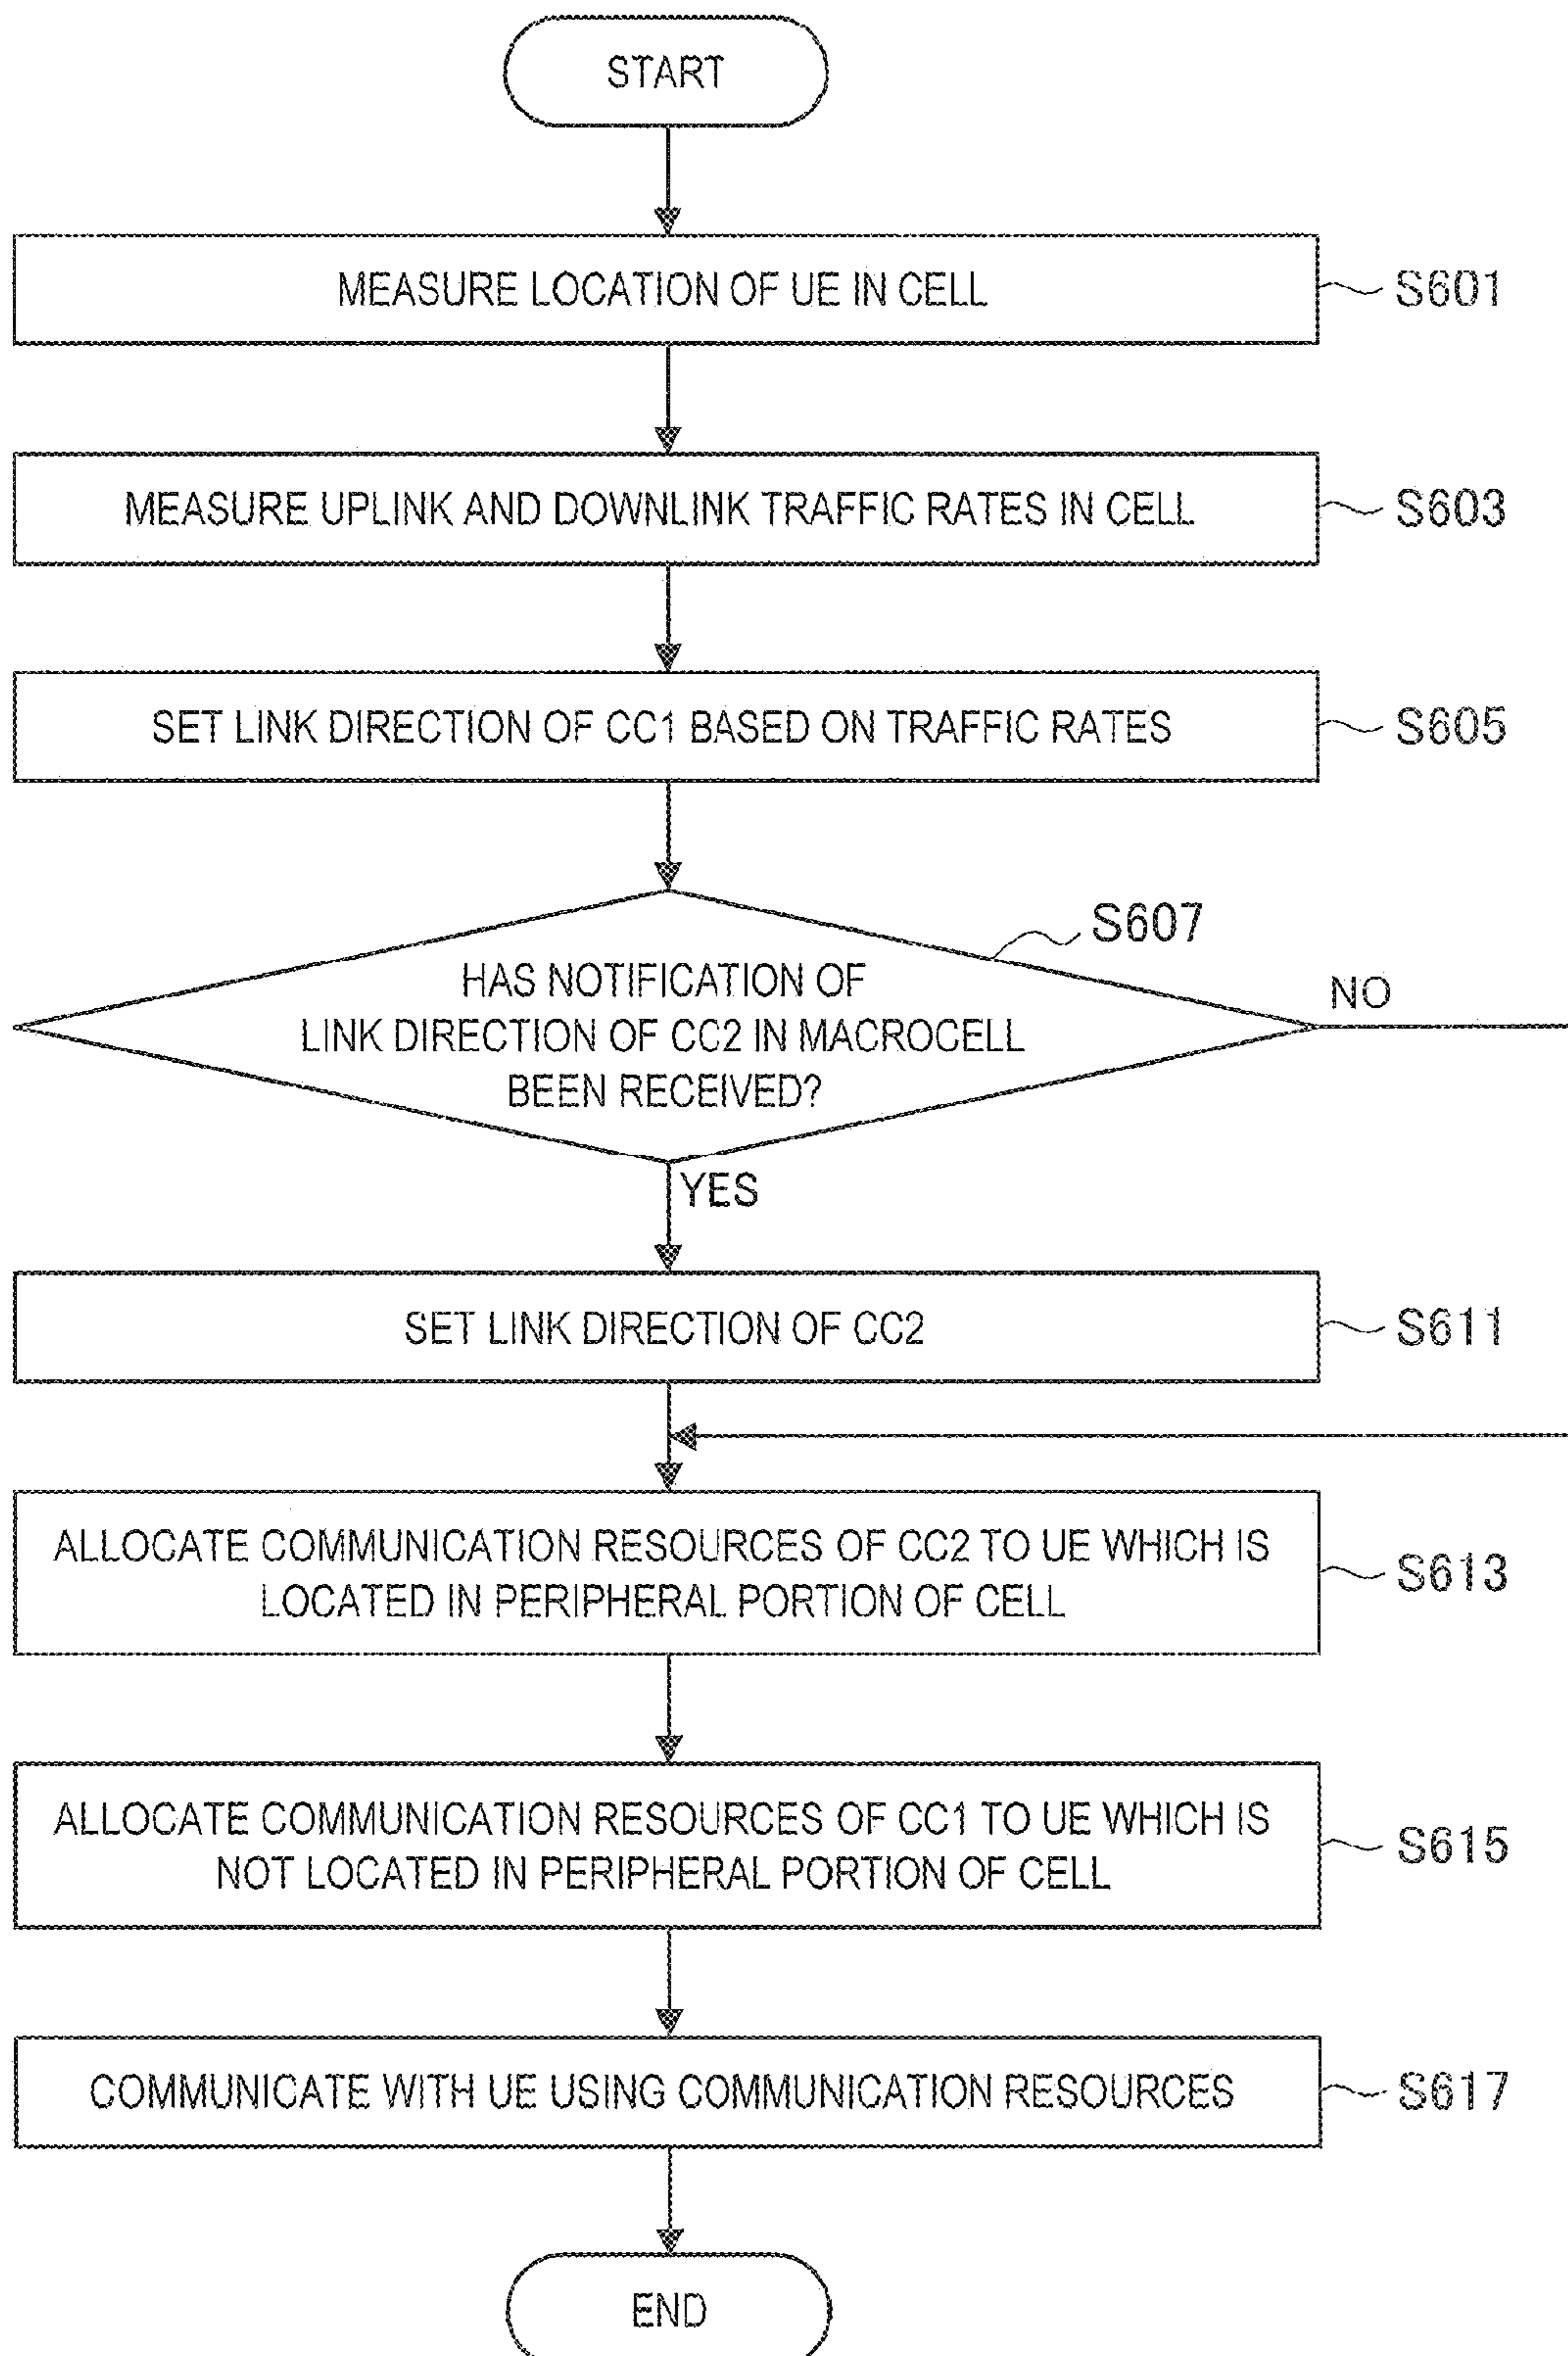 START
MEASURE LOCATION OF UE IN CELL
S601
MEASURE UPLINK AND DOWNLINK TRAFFIC RATES IN CELL
S603
SET LINK DIRECTION OF CC1 BASED ON TRAFFIC RATES
S605
S607
HAS NOTIFICATION OF
LINK DIRECTION OF CC2 IN MACROCELL
BEEN RECEIVED?
NO
YES
SET LINK DIRECTION OF CC2
S611
ALLOCATE COMMUNICATION RESOURCES OF CC2 TO UE WHICH IS
LOCATED IN PERIPHERAL PORTION OF CELL
S613
ALLOCATE COMMUNICATION RESOURCES OF CC1 TO UE WHICH IS
NOT LOCATED IN PERIPHERAL PORTION OF CELL
S615
COMMUNICATE WITH UE USING COMMUNICATION RESOURCES
S617
END